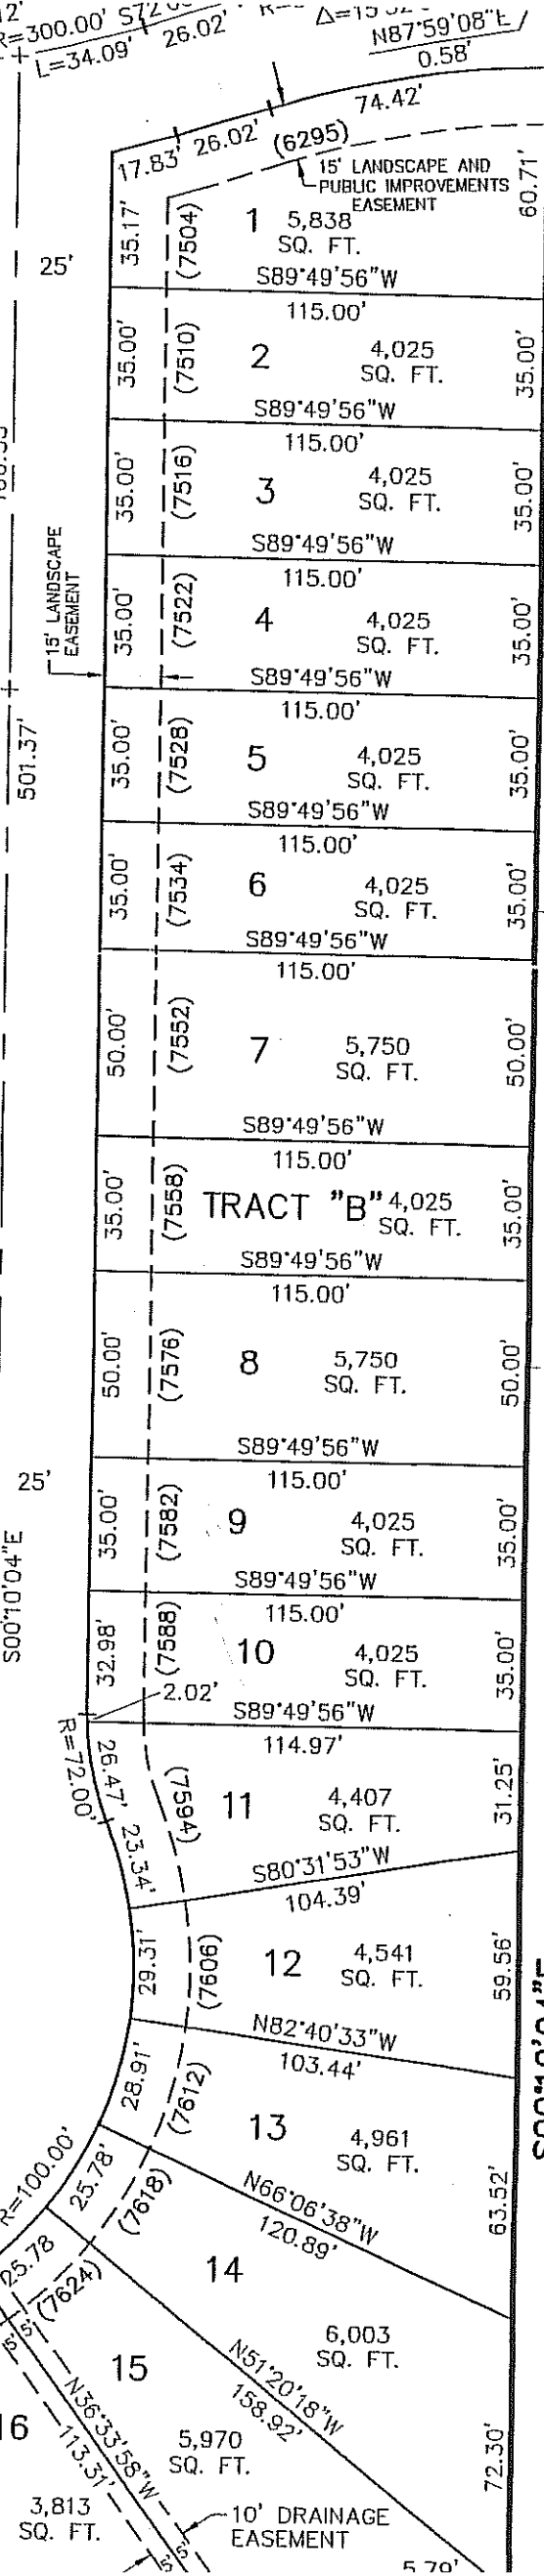 R=300.00'
L=34.09'
26.02'
N87°59'08"E
0.58'
74.42'
17.83'
26.02'
(6295)
15' LANDSCAPE AND
PUBLIC IMPROVEMENTS
EASEMENT
60.71'
35.17'
(7504)
1
5,838
SQ. FT.
25'
S89°49'56"W
115.00'
35.00'
(7510)
2
4,025
SQ. FT.
35.00'
S89°49'56"W
115.00'
35.00'
(7516)
3
4,025
SQ. FT.
35.00'
S89°49'56"W
115.00'
15' LANDSCAPE
EASEMENT
35.00'
(7522)
4
4,025
SQ. FT.
35.00'
S89°49'56"W
115.00'
501.37'
35.00'
(7528)
5
4,025
SQ. FT.
35.00'
S89°49'56"W
115.00'
35.00'
(7534)
6
4,025
SQ. FT.
35.00'
S89°49'56"W
115.00'
50.00'
(7552)
7
5,750
SQ. FT.
50.00'
S89°49'56"W
115.00'
35.00'
(7558)
TRACT "B"
4,025
SQ. FT.
35.00'
S89°49'56"W
115.00'
50.00'
(7576)
8
5,750
SQ. FT.
50.00'
S89°49'56"W
115.00'
25'
S00°10'04"E
35.00'
(7582)
9
4,025
SQ. FT.
35.00'
S89°49'56"W
115.00'
32.98'
(7588)
10
4,025
SQ. FT.
35.00'
2.02'
S89°49'56"W
114.97'
R=72.00'
26.47'
23.34'
(7594)
11
4,407
SQ. FT.
31.25'
S80°31'53"W
104.39'
29.31'
(7606)
12
4,541
SQ. FT.
59.56'
N82°40'33"W
103.44'
28.91'
(7612)
13
4,961
SQ. FT.
63.52'
N66°06'38"W
120.89'
R=100.00'
25.78'
(7618)
14
6,003
SQ. FT.
72.30'
N51°20'18"W
158.92'
25.78
(7624)
15
5,970
SQ. FT.
5'
5'
N36°33'58"W
113.31'
16
3,813
SQ. FT.
10' DRAINAGE
EASEMENT
5'
5'
5.79'